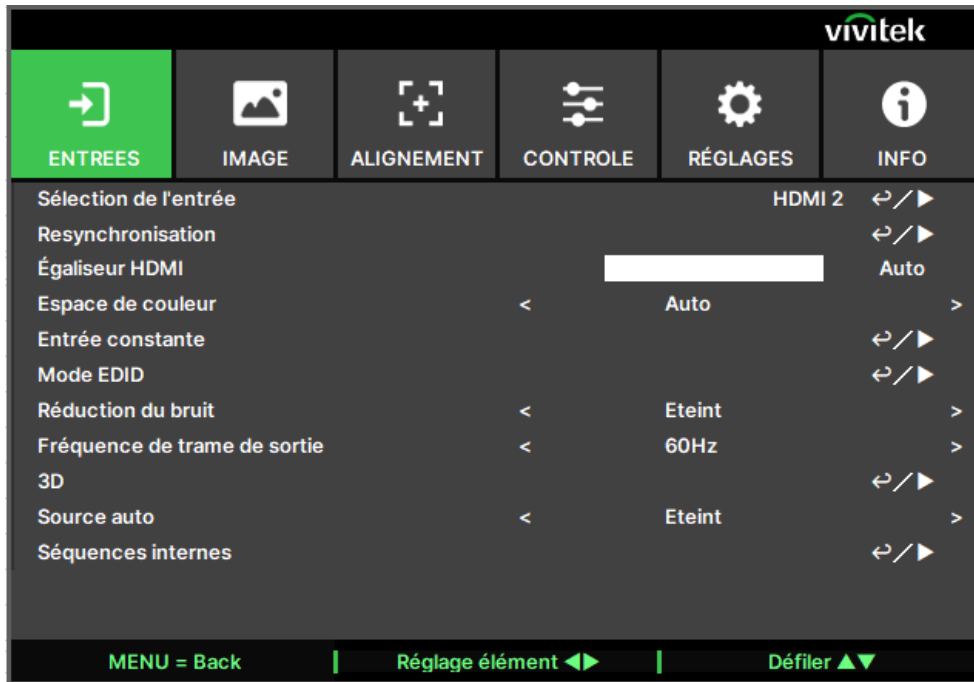 vivitek
ENTREES IMAGE ALIGNEMENT CONTROLE RÉGLAGES INFO
Sélection de l'entrée HDMI 2 ↩/▶
Resynchronisation ↩/▶
Égaliseur HDMI Auto
Espace de couleur < Auto >
Entrée constante ↩/▶
Mode EDID ↩/▶
Réduction du bruit < Eteint >
Fréquence de trame de sortie < 60Hz >
3D ↩/▶
Source auto < Eteint >
Séquences internes ↩/▶
MENU = Back | Réglage élément ◀▶ | Défiler ▲▼